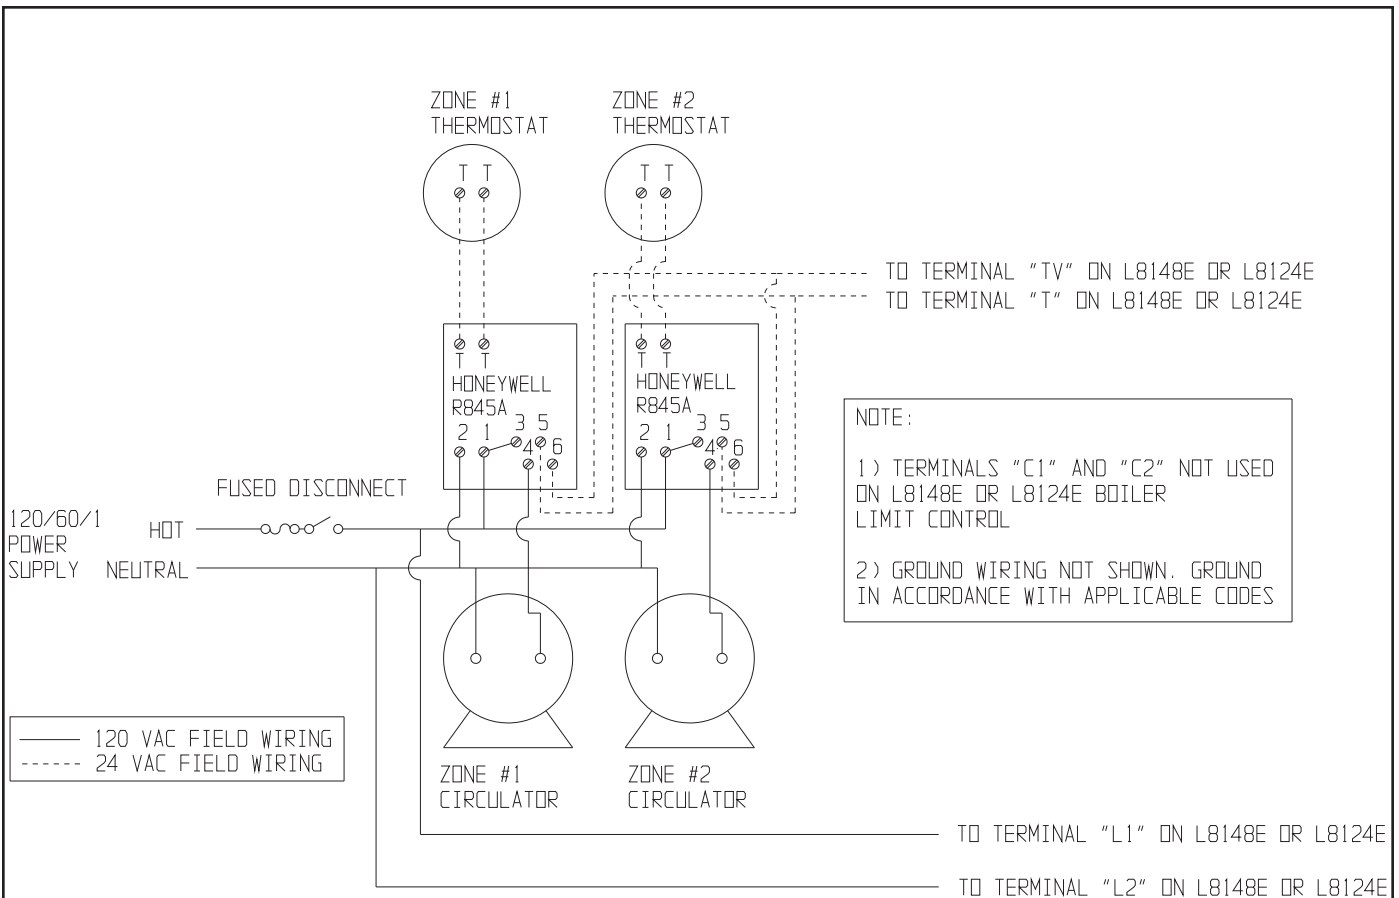 ZONE #1
THERMOSTAT
ZONE #2
THERMOSTAT
T T
T T
TO TERMINAL "TV" ON L8148E OR L8124E
TO TERMINAL "T" ON L8148E OR L8124E
T T
HONEYWELL
R845A
2 1 3 5
4 6
T T
HONEYWELL
R845A
2 1 3 5
4 6
NOTE:
1) TERMINALS "C1" AND "C2" NOT USED
ON L8148E OR L8124E BOILER
LIMIT CONTROL
2) GROUND WIRING NOT SHOWN. GROUND
IN ACCORDANCE WITH APPLICABLE CODES
FUSED DISCONNECT
120/60/1
POWER
SUPPLY
HOT
NEUTRAL
120 VAC FIELD WIRING
24 VAC FIELD WIRING
ZONE #1
CIRCULATOR
ZONE #2
CIRCULATOR
TO TERMINAL "L1" ON L8148E OR L8124E
TO TERMINAL "L2" ON L8148E OR L8124E